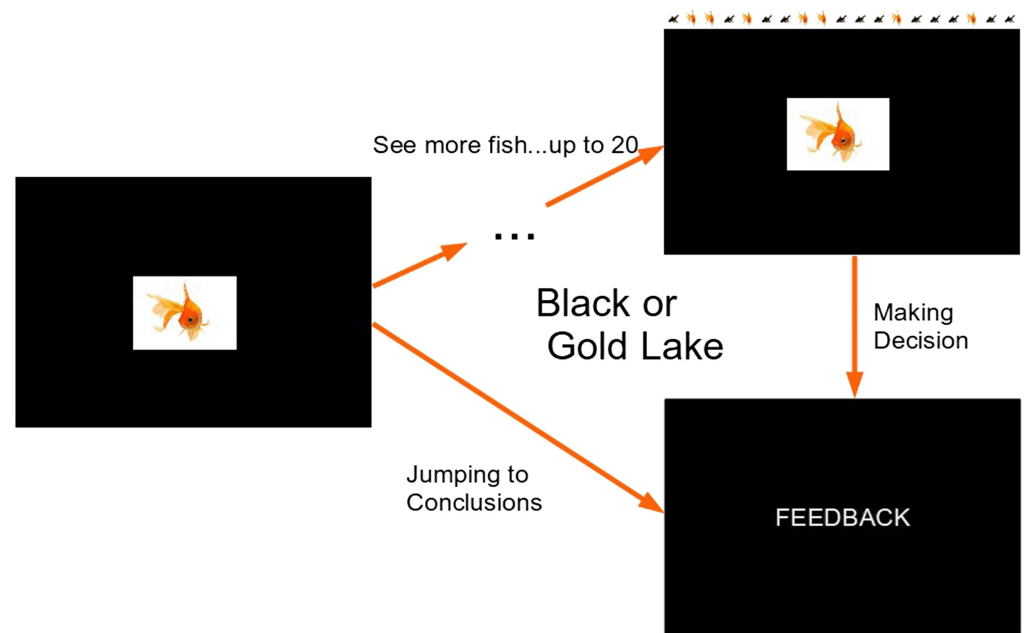 See more fish...up to 20
...
Black or
Gold Lake
Making
Decision
Jumping to
Conclusions
FEEDBACK